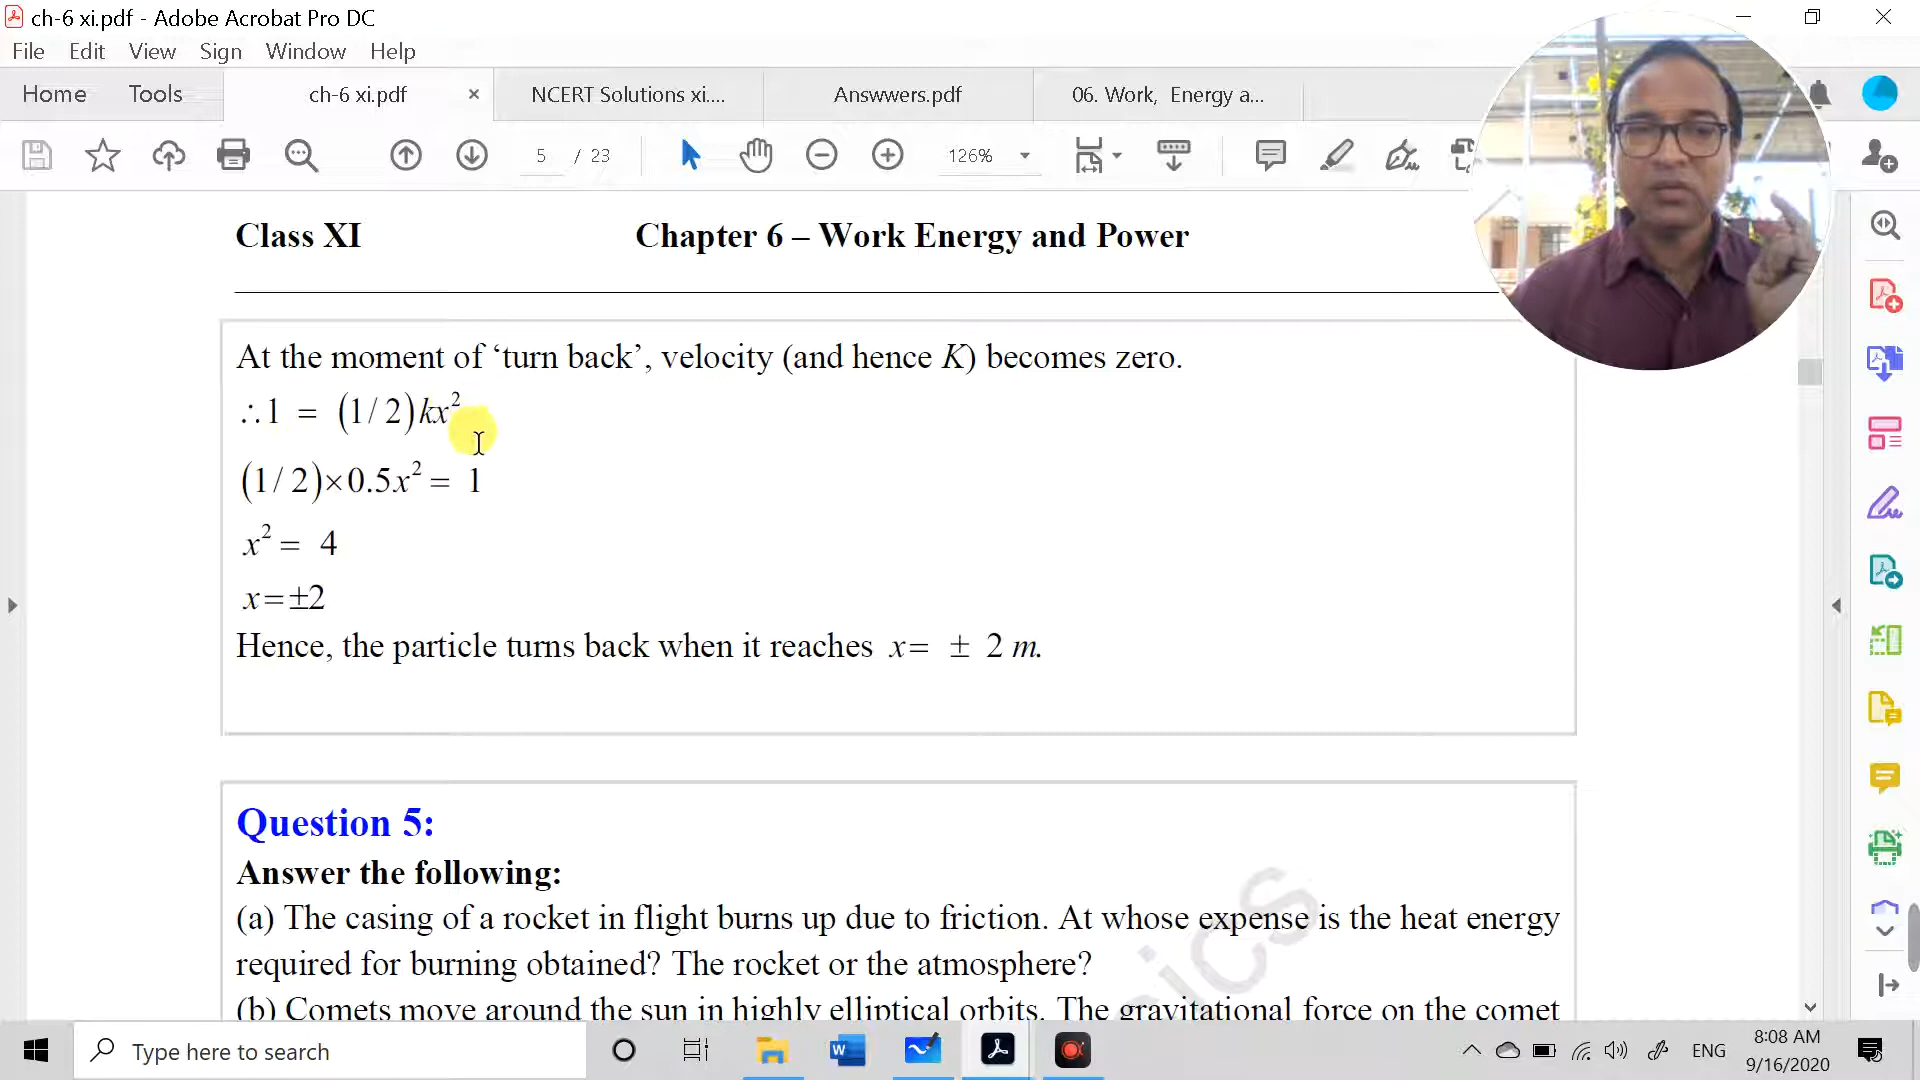 ch-6 xi.pdf - Adobe Acrobat Pro DC
File Edit View Sign Window Help
Home Tools ch-6 xi.pdf × NCERT Solutions xi.... Answwers.pdf 06. Work, Energy a...
5 / 23 126%
Class XI Chapter 6 – Work Energy and Power
At the moment of ‘turn back’, velocity (and hence K) becomes zero.
∴1 = (1/2)kx²
(1/2)×0.5x² = 1
x² = 4
x=±2
Hence, the particle turns back when it reaches x= ± 2 m.
Question 5:
Answer the following:
(a) The casing of a rocket in flight burns up due to friction. At whose expense is the heat energy
required for burning obtained? The rocket or the atmosphere?
(b) Comets move around the sun in highly elliptical orbits. The gravitational force on the comet
ics
Type here to search
W
ENG
8:08 AM
9/16/2020